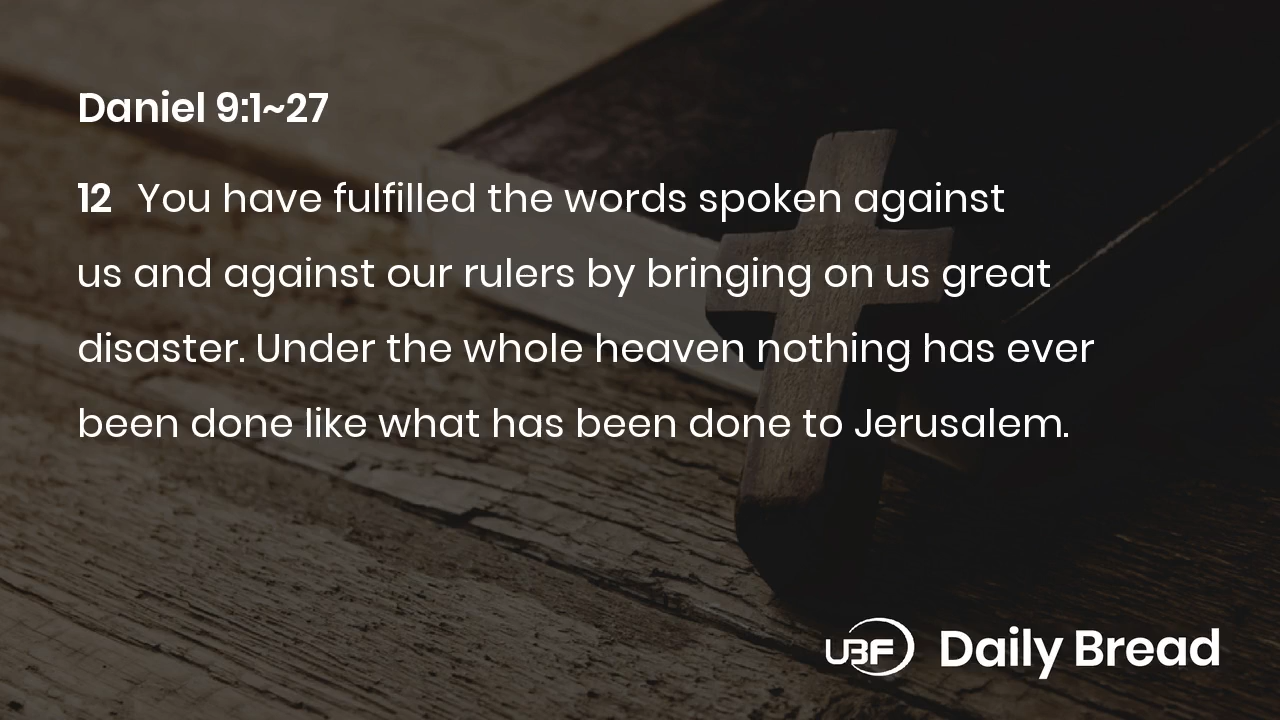 Daniel 9:1~27
12 You have fulfilled the words spoken against
us and against our rulers by bringing on us great
disaster. Under the whole heaven nothing has ever
been done like what has been done to Jerusalem.
UBF Daily Bread